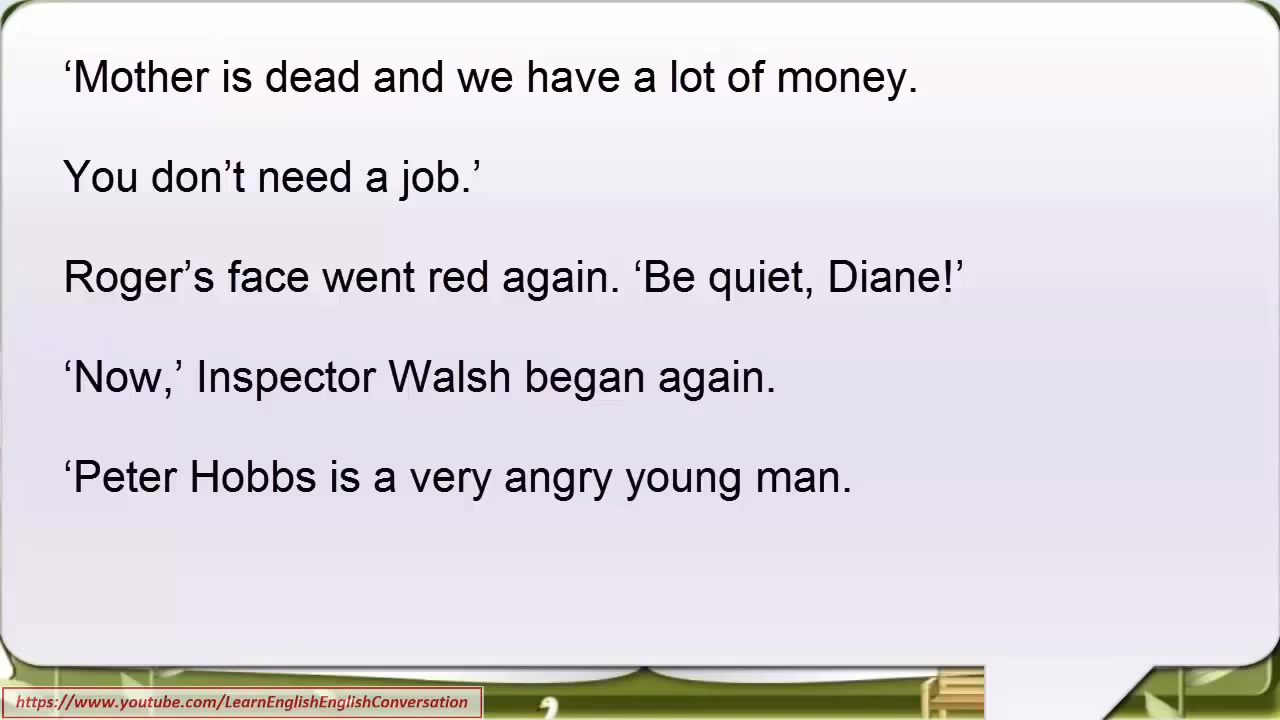 ‘Mother is dead and we have a lot of money.
You don’t need a job.’
Roger’s face went red again. ‘Be quiet, Diane!’
‘Now,’ Inspector Walsh began again.
‘Peter Hobbs is a very angry young man.
https://www.youtube.com/LearnEnglishEnglishConversation